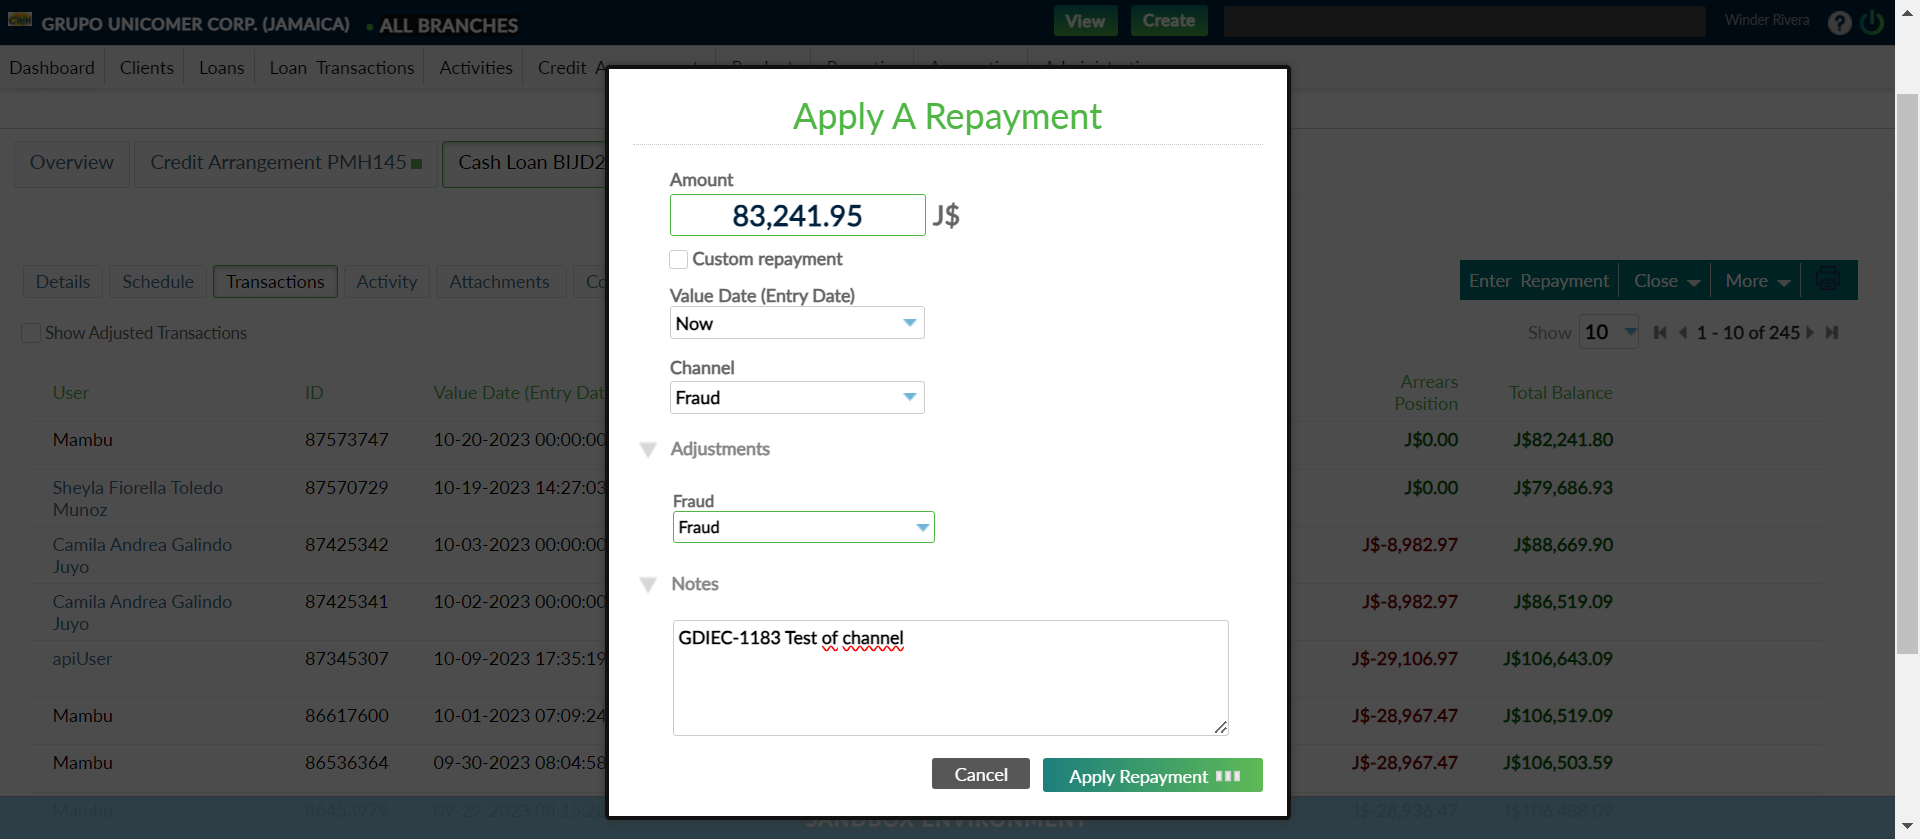 GRUPO UNICOMER CORP. (JAMAICA) • ALL BRANCHES
View Create Winder Rivera ?
Dashboard Clients Loans Loan Transactions Activities Credit
Overview Credit Arrangement PMH145 Cash Loan BIJD2
Details Schedule Transactions Activity Attachments Co
Enter Repayment Close More
Show Adjusted Transactions
Show 10 1 - 10 of 245
User ID Value Date (Entry Dat Arrears Position Total Balance
Mambu 87573747 10-20-2023 00:00:00 J$0.00 J$82,241.80
Sheyla Fiorella Toledo Munoz 87570729 10-19-2023 14:27:03 J$0.00 J$79,686.93
Camila Andrea Galindo Juyo 87425342 10-03-2023 00:00:00 J$-8,982.97 J$88,669.90
Camila Andrea Galindo Juyo 87425341 10-02-2023 00:00:00 J$-8,982.97 J$86,519.09
apiUser 87345307 10-09-2023 17:35:19 J$-29,106.97 J$106,643.09
Mambu 86617600 10-01-2023 07:09:24 J$-28,967.47 J$106,519.09
Mambu 86536364 09-30-2023 08:04:58 J$-28,967.47 J$106,503.59
Mambu 86453979 09-29-2023 J$-28,936.47 J$106,488.09
SANDBOX ENVIRONMENT
Apply A Repayment
Amount
83,241.95 J$
Custom repayment
Value Date (Entry Date)
Now
Channel
Fraud
Adjustments
Fraud
Fraud
Notes
GDIEC-1183 Test of channel
Cancel Apply Repayment